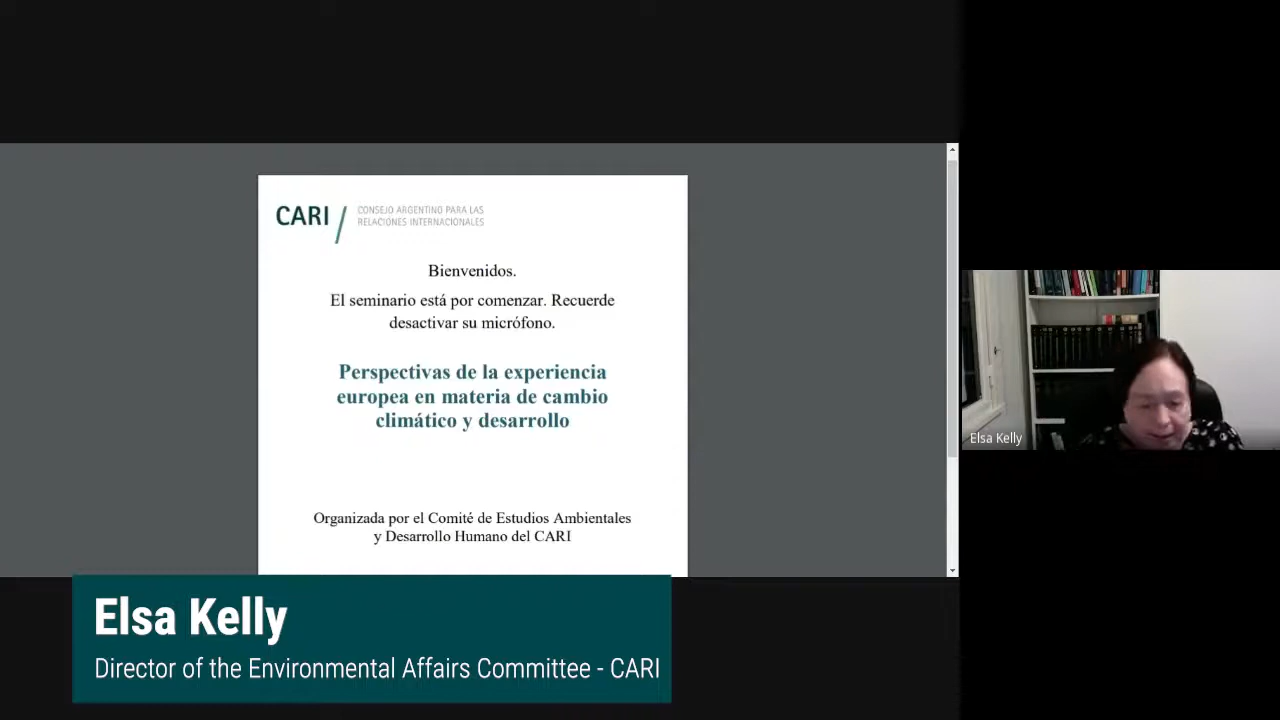 CARI
CONSEJO ARGENTINO PARA LAS
RELACIONES INTERNACIONALES
Bienvenidos.
El seminario está por comenzar. Recuerde
desactivar su micrófono.
Perspectivas de la experiencia
europea en materia de cambio
climático y desarrollo
Organizada por el Comité de Estudios Ambientales
y Desarrollo Humano del CARI
Elsa Kelly
Elsa Kelly
Director of the Environmental Affairs Committee - CARI